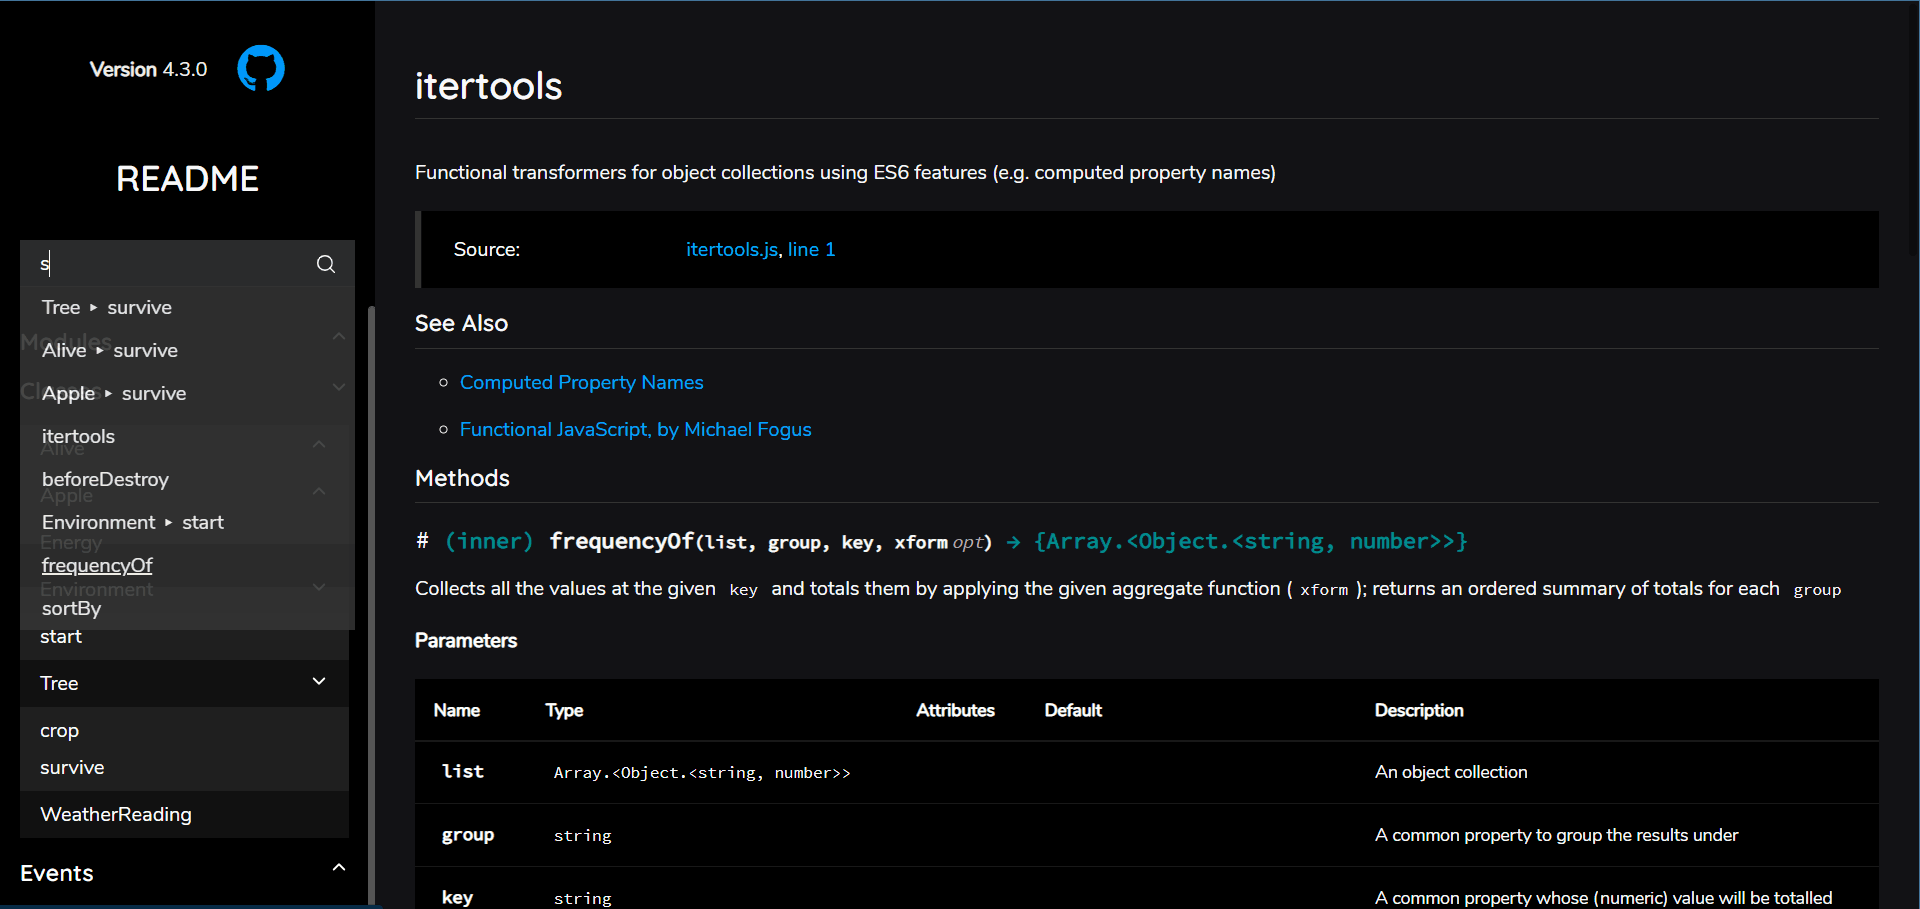 Version 4.3.0
README
s
Tree ▸ survive
Modules
Alive ▸ survive
Classes
Apple ▸ survive
itertools
Alive
beforeDestroy
Apple
Environment ▸ start
Energy
frequencyOf
Environment
sortBy
start
Tree
crop
survive
WeatherReading
Events
itertools
Functional transformers for object collections using ES6 features (e.g. computed property names)
Source: itertools.js, line 1
See Also
Computed Property Names
Functional JavaScript, by Michael Fogus
Methods
# (inner) frequencyOf(list, group, key, xform opt) → {Array.<Object.<string, number>>}
Collects all the values at the given key and totals them by applying the given aggregate function ( xform ); returns an ordered summary of totals for each group
Parameters
Name Type Attributes Default Description
list Array.<Object.<string, number>> An object collection
group string A common property to group the results under
key string A common property whose (numeric) value will be totalled